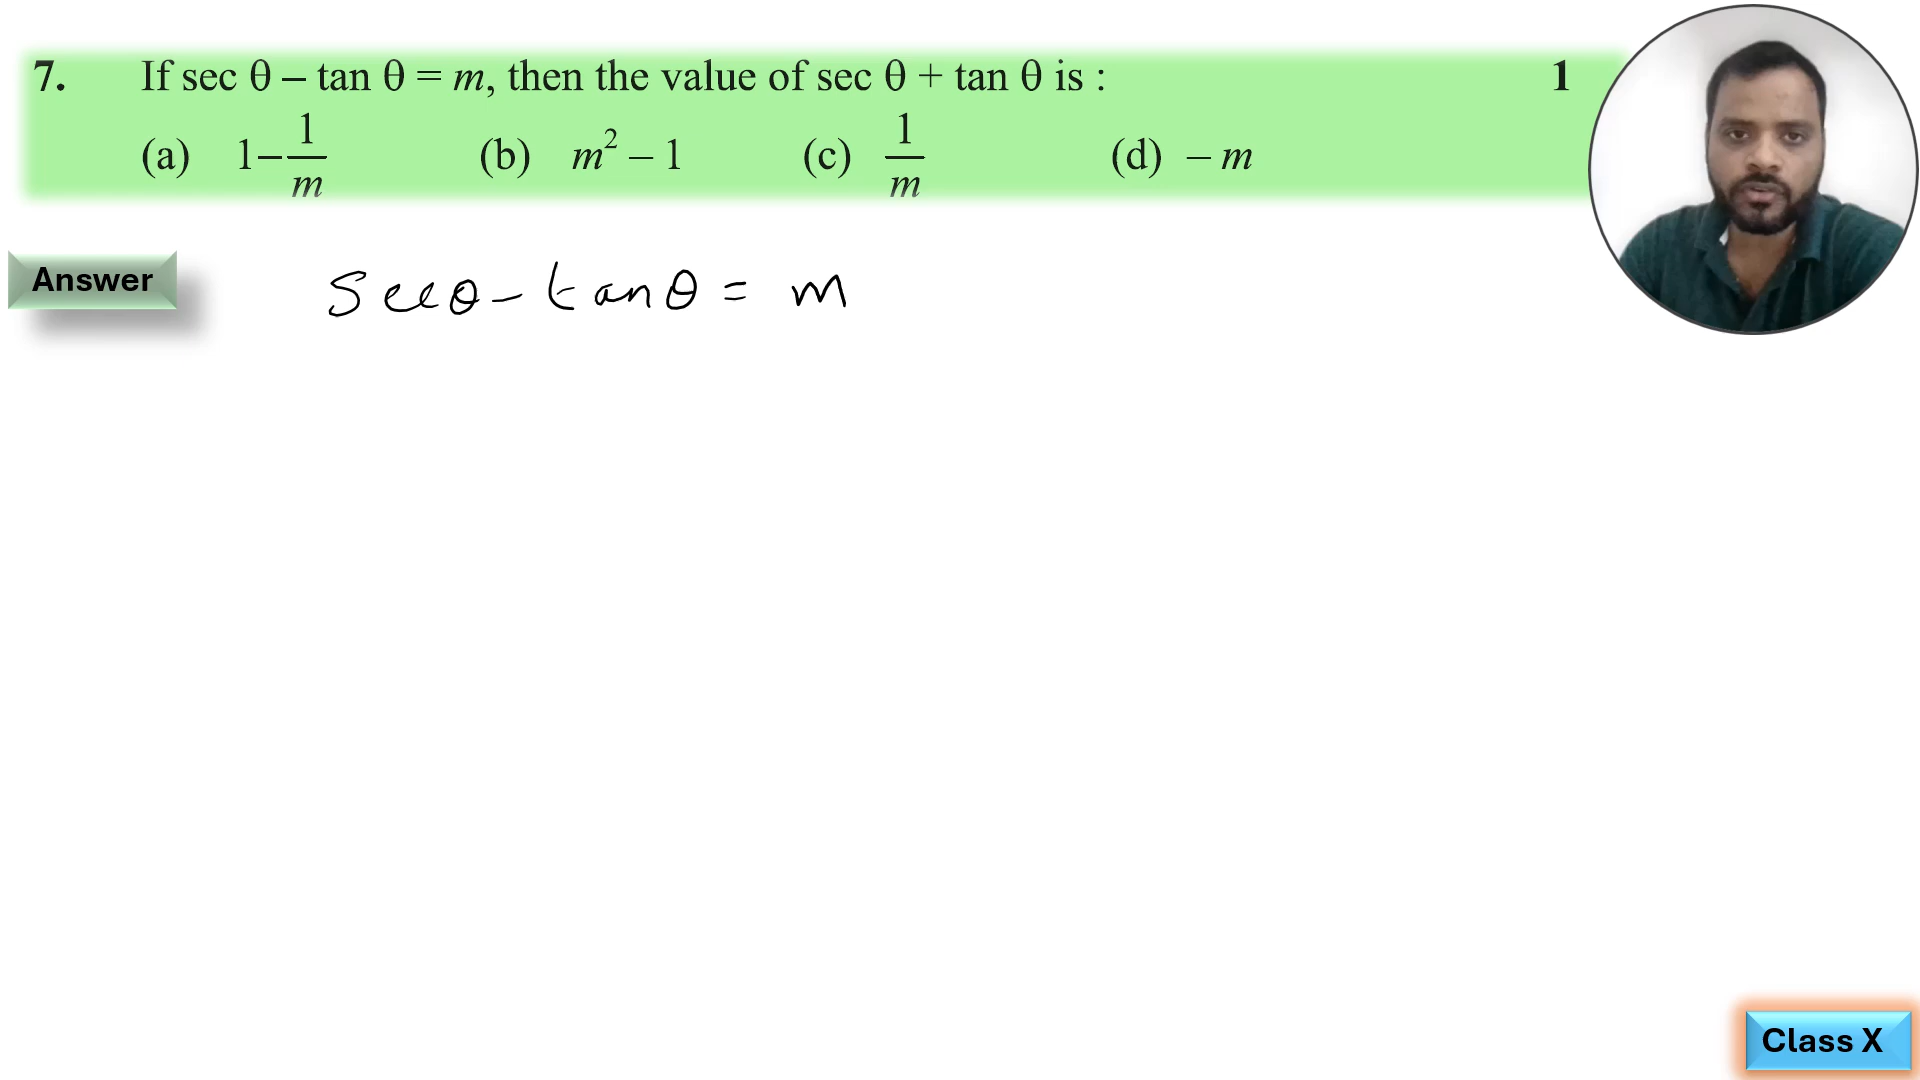 7. If sec θ – tan θ = m, then the value of sec θ + tan θ is : 1
(a) 1 – 1/m (b) m² – 1 (c) 1/m (d) – m
Answer
secθ – tanθ = m
Class X